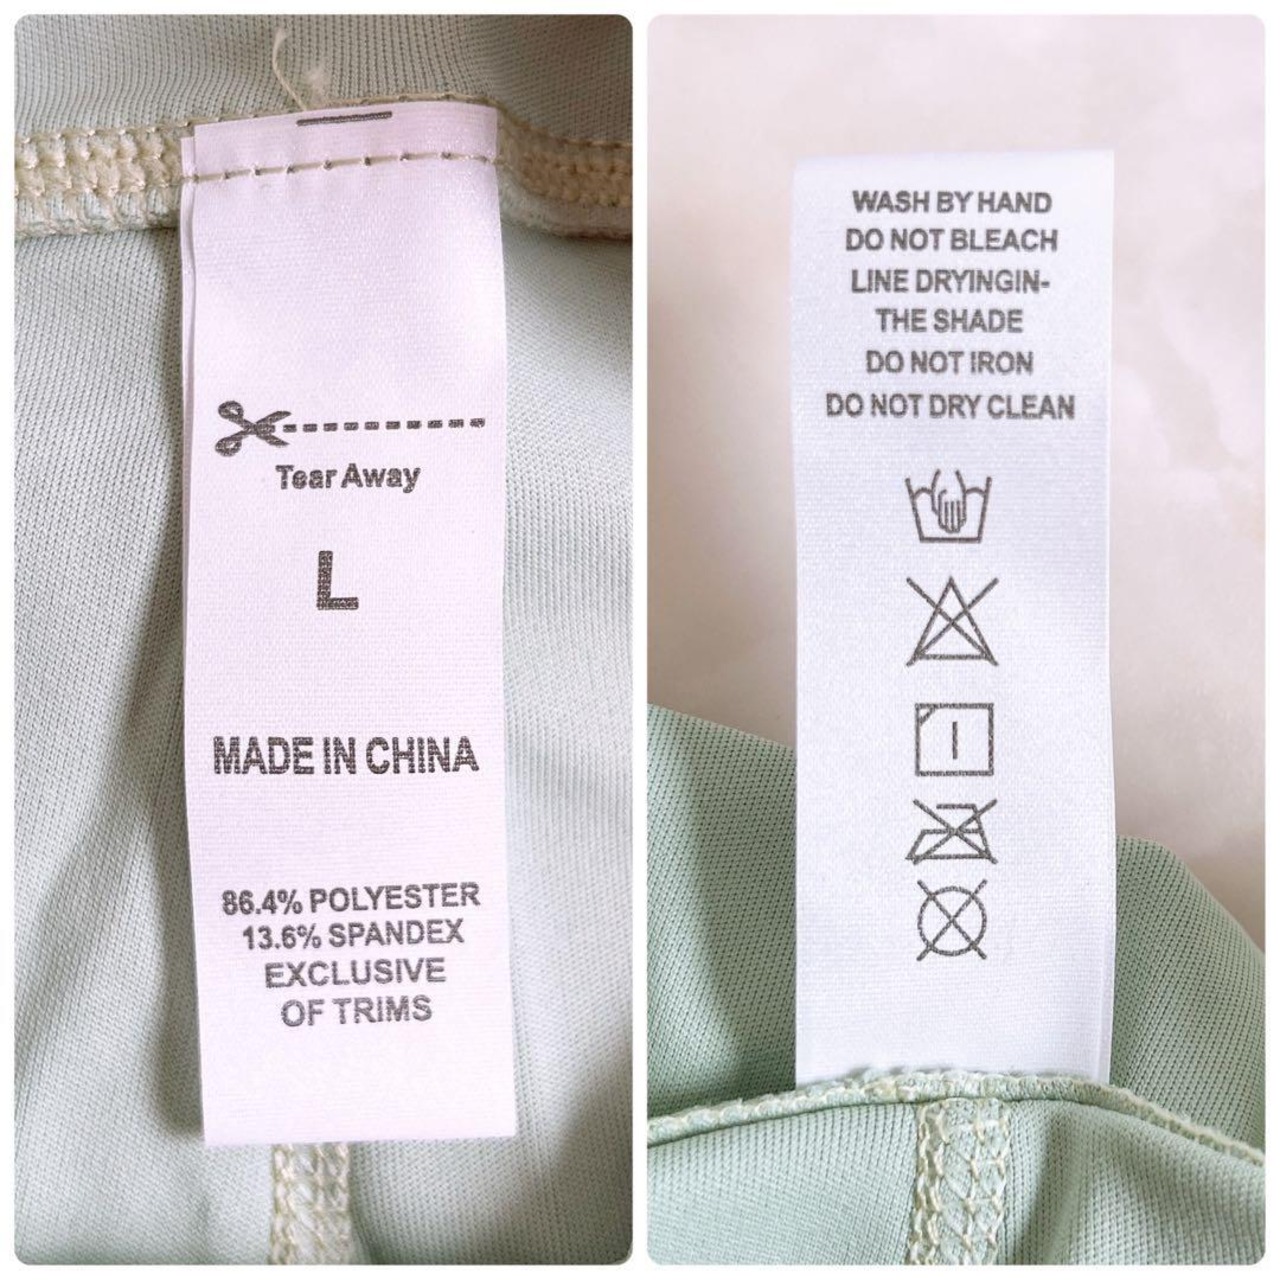 Tear Away
L
MADE IN CHINA
86.4% POLYESTER
13.6% SPANDEX
EXCLUSIVE
OF TRIMS
WASH BY HAND
DO NOT BLEACH
LINE DRYINGIN-
THE SHADE
DO NOT IRON
DO NOT DRY CLEAN